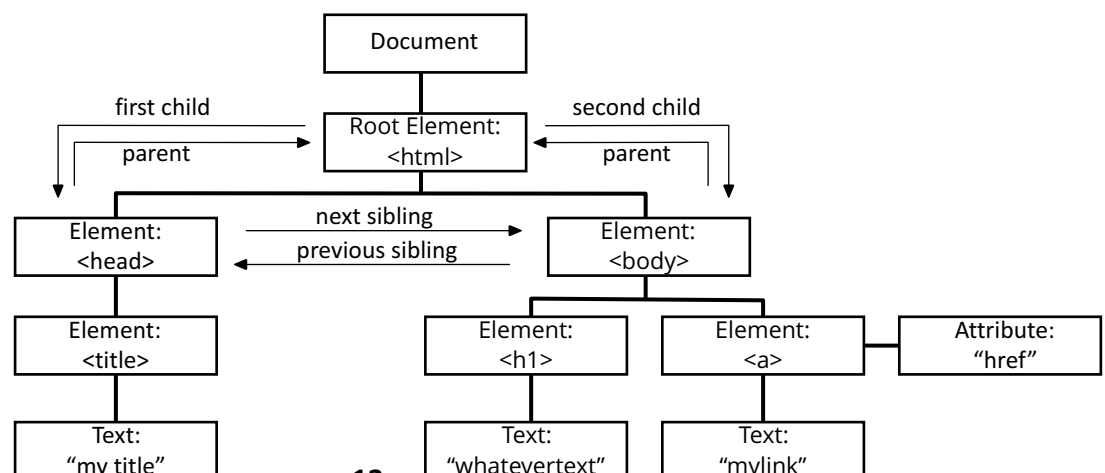 Document
first child
second child
Root Element:
<html>
parent
parent
next sibling
previous sibling
Element:
<head>
Element:
<body>
Element:
<title>
Element:
<h1>
Element:
<a>
Attribute:
“href”
Text:
“my title”
Text:
“whatevertext”
Text:
“mylink”